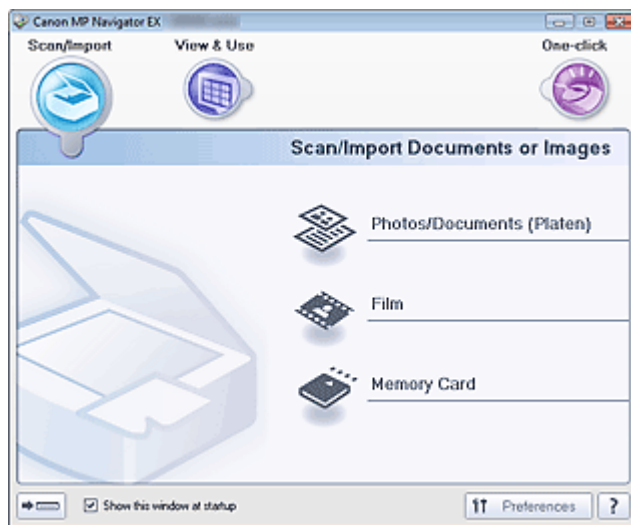 Canon MP Navigator EX
Scan/Import
View & Use
One-click
Scan/Import Documents or Images
Photos/Documents (Platen)
Film
Memory Card
Show this window at startup
Preferences
?